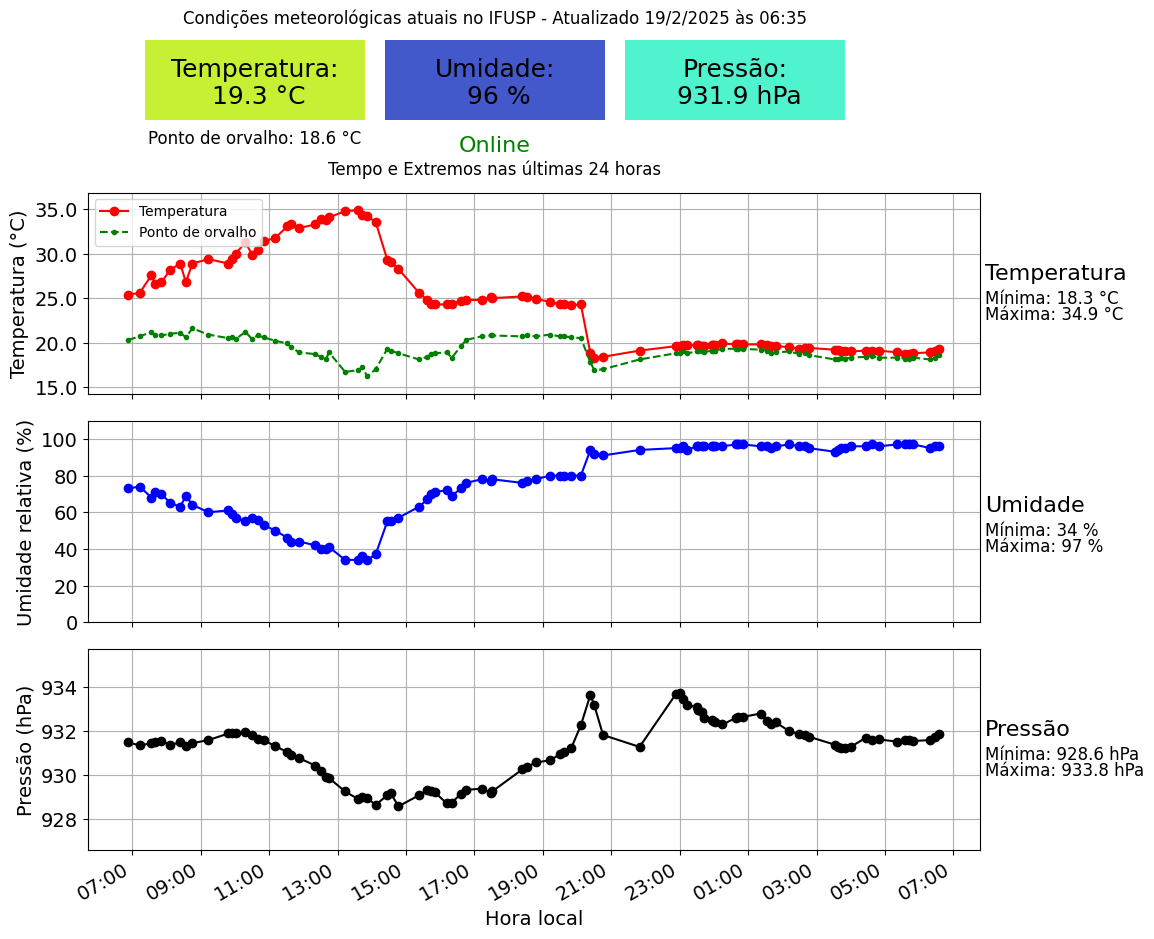 Condições meteorológicas atuais no IFUSP - Atualizado 19/2/2025 às 06:35
Temperatura:
19.3 °C
Umidade:
96 %
Pressão:
931.9 hPa
Ponto de orvalho: 18.6 °C
Online
Tempo e Extremos nas últimas 24 horas
Temperatura (°C)
35.0
30.0
25.0
20.0
15.0
Temperatura
Ponto de orvalho
Temperatura
Mínima: 18.3 °C
Máxima: 34.9 °C
Umidade relativa (%)
100
80
60
40
20
0
Umidade
Mínima: 34 %
Máxima: 97 %
Pressão (hPa)
934
932
930
928
Pressão
Mínima: 928.6 hPa
Máxima: 933.8 hPa
07:00 09:00 11:00 13:00 15:00 17:00 19:00 21:00 23:00 01:00 03:00 05:00 07:00
Hora local